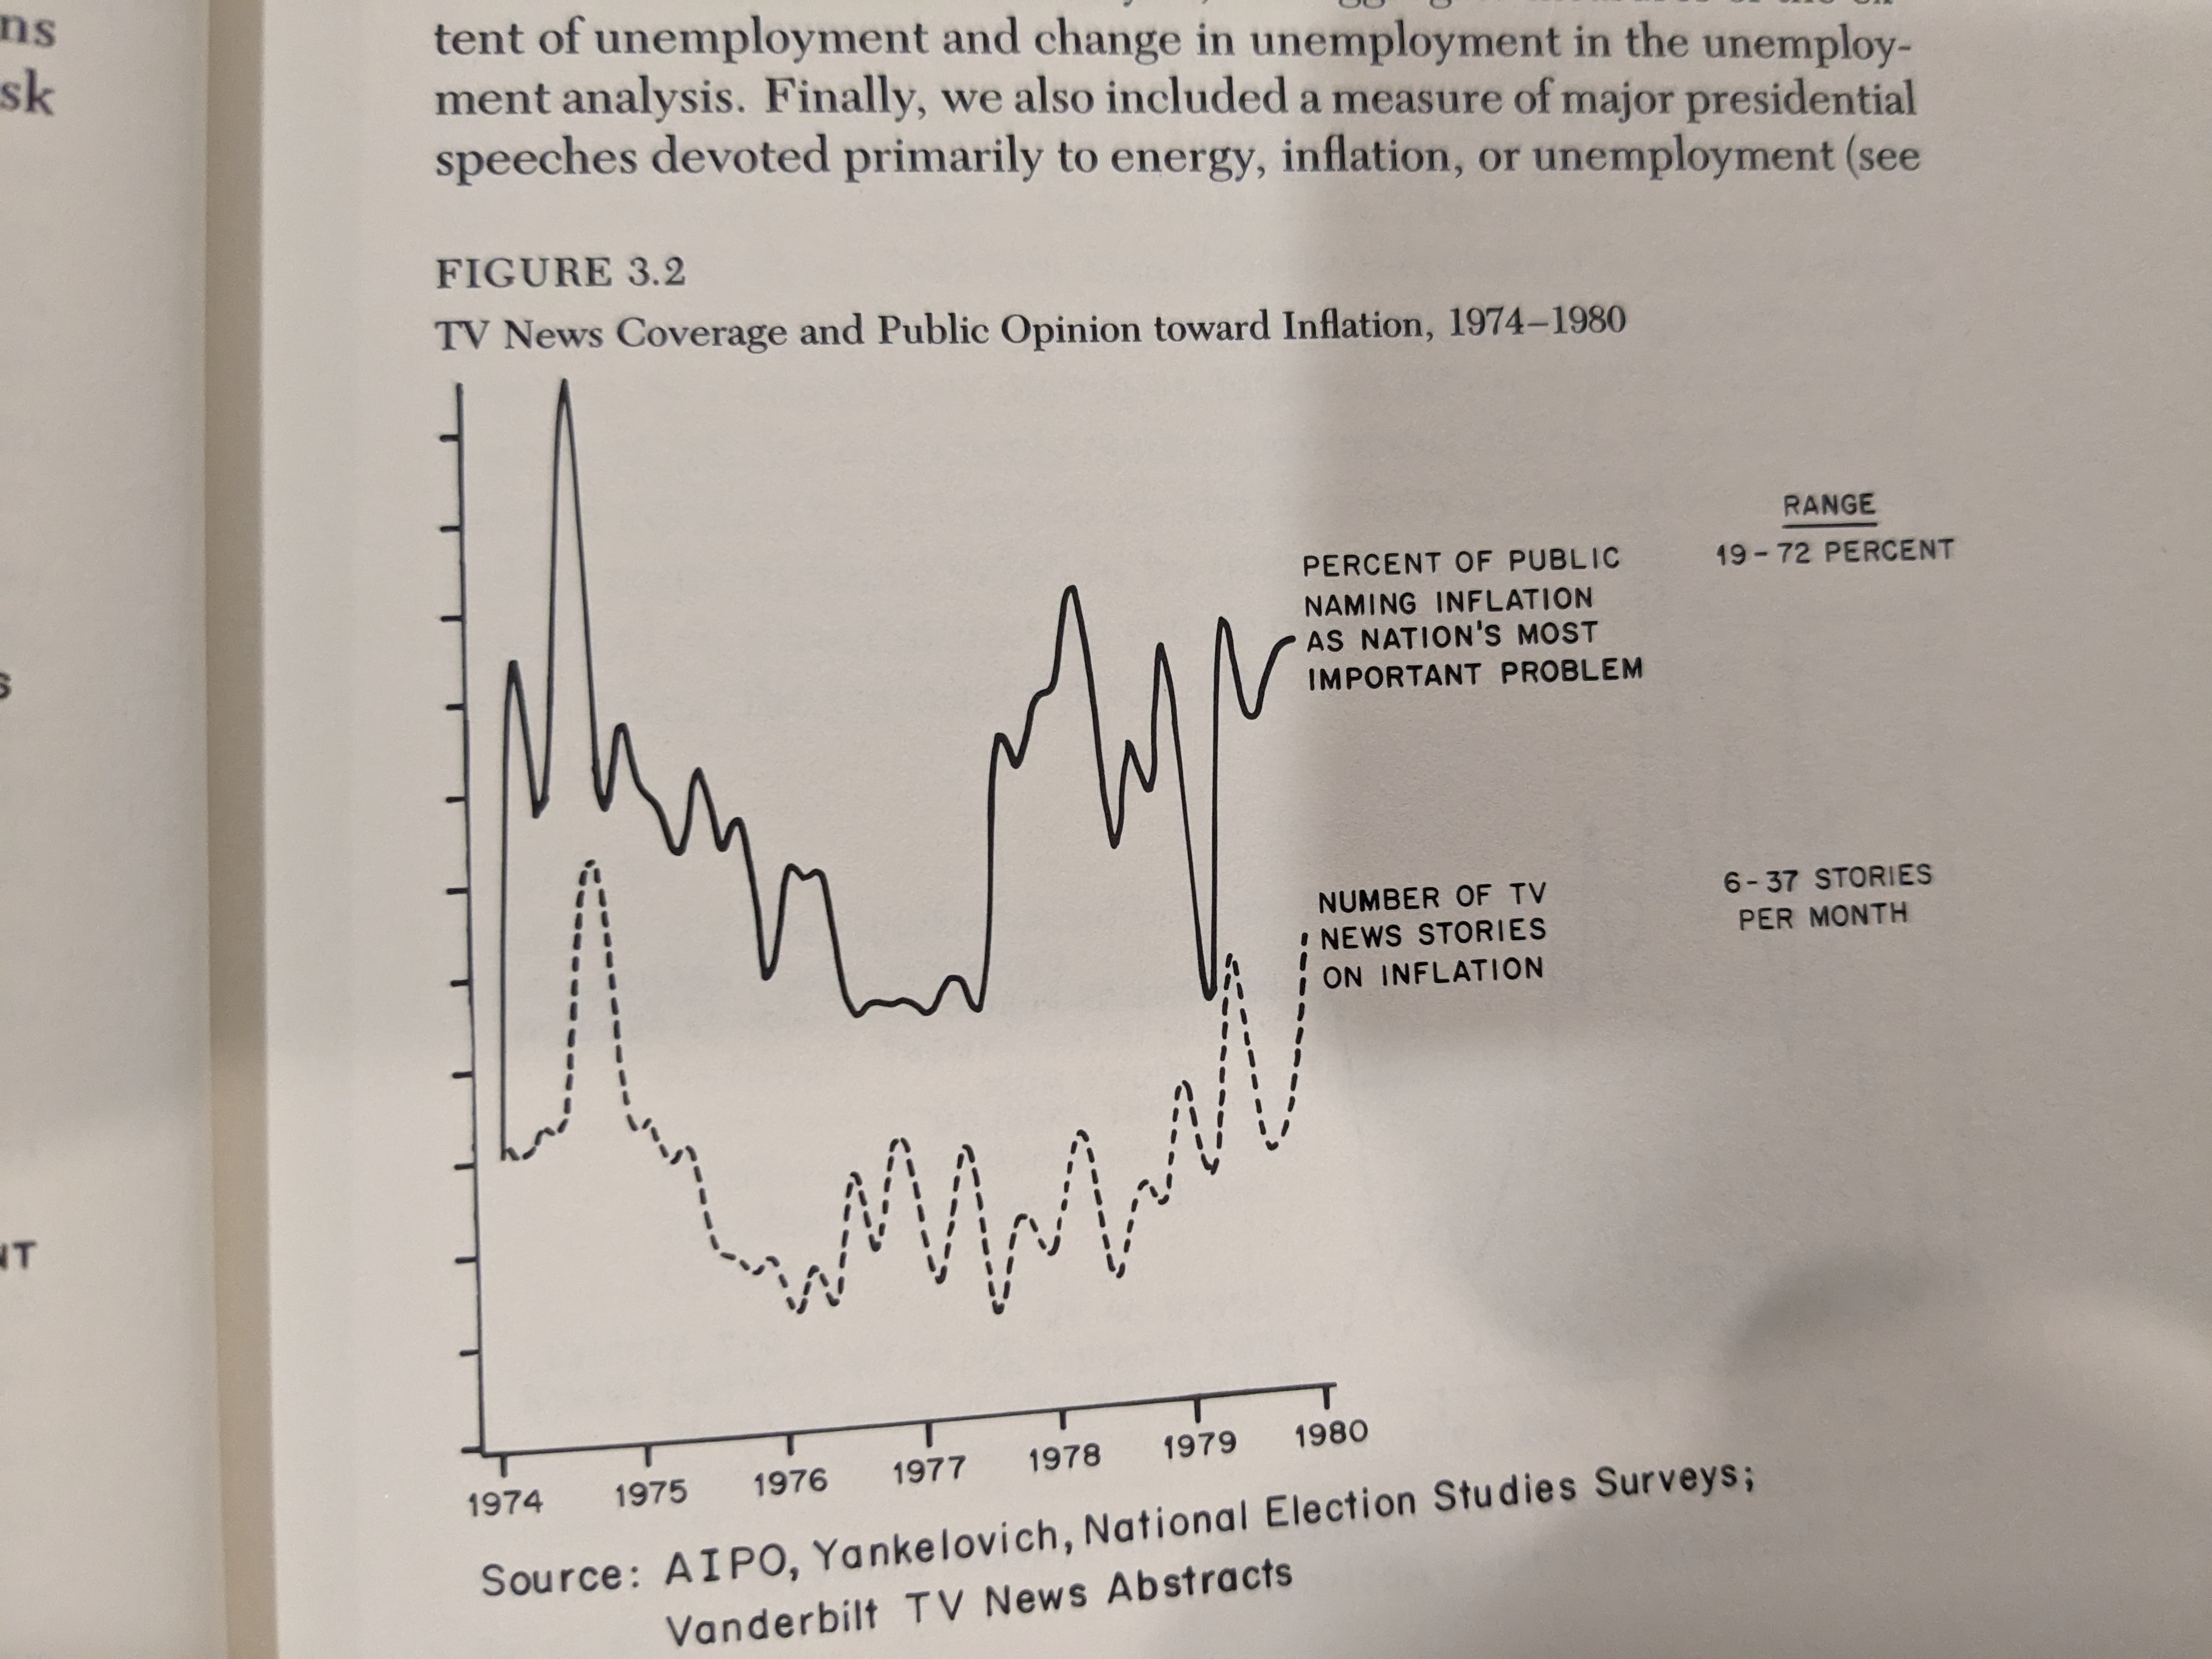 ns
sk
tent of unemployment and change in unemployment in the unemploy-
ment analysis. Finally, we also included a measure of major presidential
speeches devoted primarily to energy, inflation, or unemployment (see
FIGURE 3.2
TV News Coverage and Public Opinion toward Inflation, 1974–1980
RANGE
PERCENT OF PUBLIC
19 - 72 PERCENT
NAMING INFLATION
AS NATION'S MOST
IMPORTANT PROBLEM
S
NUMBER OF TV
6 - 37 STORIES
NEWS STORIES
PER MONTH
ON INFLATION
NT
1974 1975 1976 1977 1978 1979 1980
Source: AIPO, Yankelovich, National Election Studies Surveys;
Vanderbilt TV News Abstracts